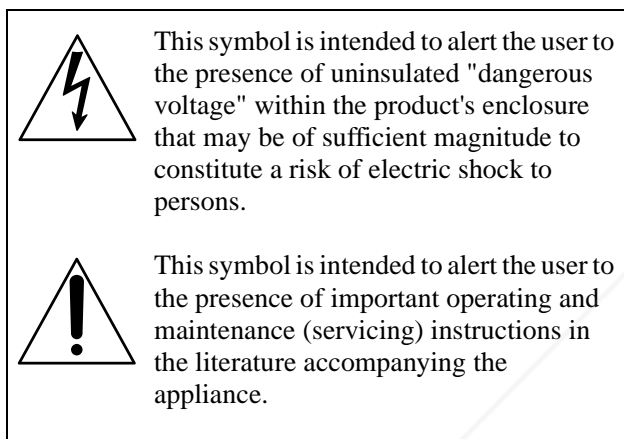 This symbol is intended to alert the user to
the presence of uninsulated "dangerous
voltage" within the product's enclosure
that may be of sufficient magnitude to
constitute a risk of electric shock to
persons.
This symbol is intended to alert the user to
the presence of important operating and
maintenance (servicing) instructions in
the literature accompanying the
appliance.